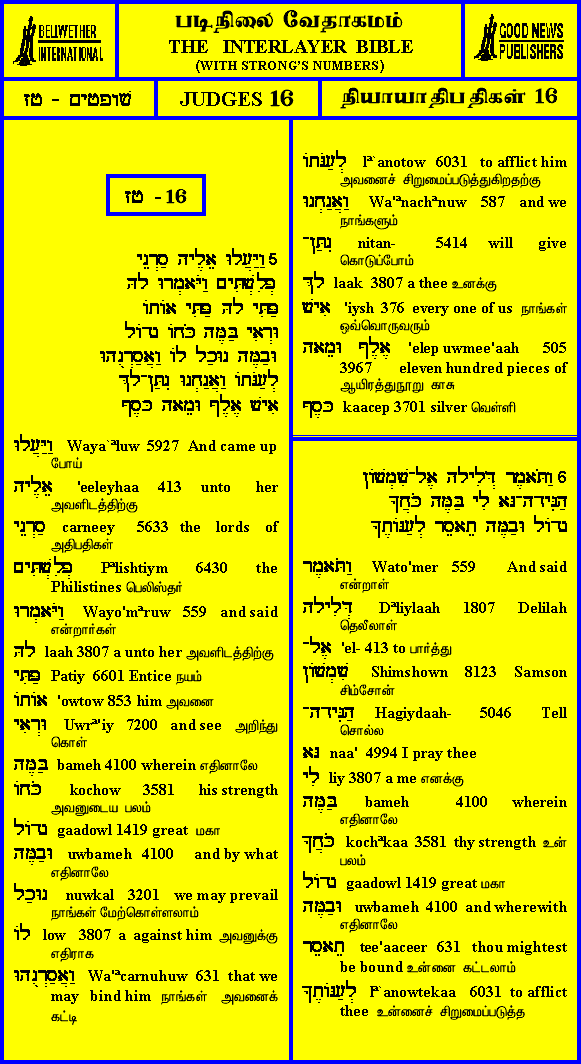 BELLWETHER
INTERNATIONAL
படிநிலை வேதாகமம்
THE INTERLAYER BIBLE
(WITH STRONG'S NUMBERS)
GOOD NEWS
PUBLISHERS
שופטים - טז
JUDGES 16
நியாயாதிபதிகள் 16
טז - 16
5 וַיַּעֲלוּ אֵלֶיהָ סַרְנֵי
פְלִשְׁתִּים וַיֹּאמְרוּ לָהּ
פַּתִּי לָהּ פַּתִּי אוֹתוֹ
וּרְאִי בַּמֶּה כֹּחוֹ גדוֹל
וּבַמֶּה נוּכַל לוֹ וַאֲסַרְנֻהוּ
לְעַנֹּתוֹ וַאֲנַחְנוּ נִתַּן־לָךְ
אִישׁ אֶלֶף וּמֵאָה כָּסֶף
וַיַּעֲלוּ Waya`ªluw 5927 And came up
போய்
אֵלֶיהָ 'eeleyhaa 413 unto her
அவளிடத்திற்கு
סַרְנֵי carneey 5633 the lords of
அதிபதிகள்
פְלִשְׁתִּים Pªlishtiym 6430 the
Philistines பெலிஸ்தர்
וַיֹּאמְרוּ Wayo'mªruw 559 and said
என்றார்கள்
לָהּ laah 3807 a unto her அவளிடத்திற்கு
פַּתִּי Patiy 6601 Entice நயம்
אוֹתוֹ 'owtow 853 him அவனை
וּרְאִי Uwrª'iy 7200 and see அறிந்து
கொள்
בַּמֶּה bameh 4100 wherein எதினாலே
כֹּחוֹ kochow 3581 his strength
அவனுடைய பலம்
גדוֹל gaadowl 1419 great மகா
וּבַמֶּה uwbameh 4100 and by what
எதினாலே
נוּכַל nuwkal 3201 we may prevail
நாங்கள் மேற்கொள்ளலாம்
לוֹ low 3807 a against him அவனுக்கு
எதிராக
וַאֲסַרְנֻהוּ Wa'ªcarnuhuw 631 that we
may bind him நாங்கள் அவனைக்
கட்டி
לְעַנֹּתוֹ lª`anotow 6031 to afflict him
அவனைச் சிறுமைப்படுத்துகிறதற்கு
וַאֲנַחְנוּ Wa'ªnachªnuw 587 and we
நாங்களும்
נִתַּן־ nitan- 5414 will give
கொடுப்போம்
לָךְ laak 3807 a thee உனக்கு
אִישׁ 'iysh 376 every one of us நாங்கள்
ஒவ்வொருவரும்
אֶלֶף וּמֵאָה 'elep uwmee'aah 505
3967 eleven hundred pieces of
ஆயிரத்துநூறு காசு
כָּסֶף kaacep 3701 silver வெள்ளி
6 וַתֹּאמֶר דְּלִילָה אֶל־שִׁמְשׁוֹן
הַגִּידָה־נָּא לִי בַּמֶּה כֹּחֲךָ
גדוֹל וּבַמֶּה תֵאָסֵר לְעַנּוֹתֶךָ
וַתֹּאמֶר Wato'mer 559 And said
என்றாள்
דְּלִילָה Dªliylaah 1807 Delilah
தெலீலாள்
אֶל־ 'el- 413 to பார்த்து
שִׁמְשׁוֹן Shimshown 8123 Samson
சிம்சோன்
הַגִּידָה־ Hagiydaah- 5046 Tell
சொல்ல
נָּא naa' 4994 I pray thee
לִי liy 3807 a me எனக்கு
בַּמֶּה bameh 4100 wherein
எதினாலே
כֹּחֲךָ kochªkaa 3581 thy strength உன்
பலம்
גדוֹל gaadowl 1419 great மகா
וּבַמֶּה uwbameh 4100 and wherewith
எதினாலே
תֵאָסֵר tee'aaceer 631 thou mightest
be bound உன்னை கட்டலாம்
לְעַנּוֹתֶךָ lª`anowtekaa 6031 to afflict
thee உன்னைச் சிறுமைப்படுத்த